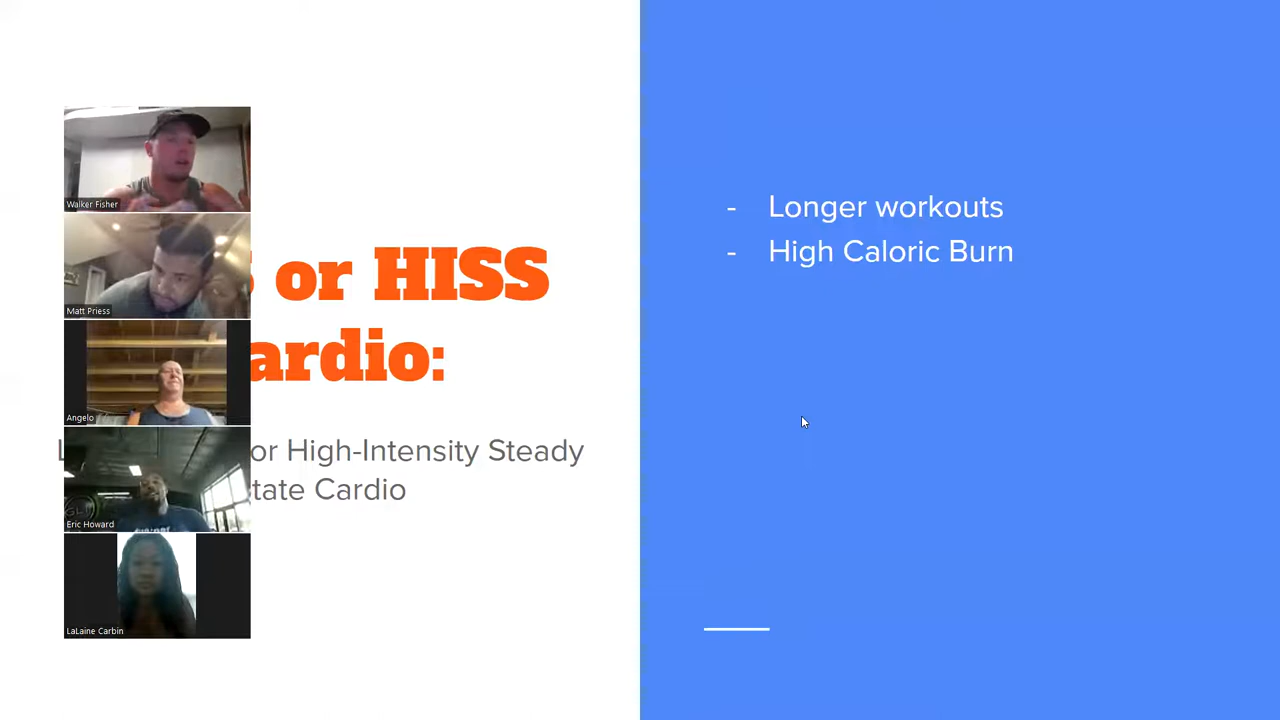 or HISS
ardio:
or High-Intensity Steady
tate Cardio
- Longer workouts
- High Caloric Burn
Walker Fisher
Matt Priess
Angelo
Eric Howard
LaLaine Carbin